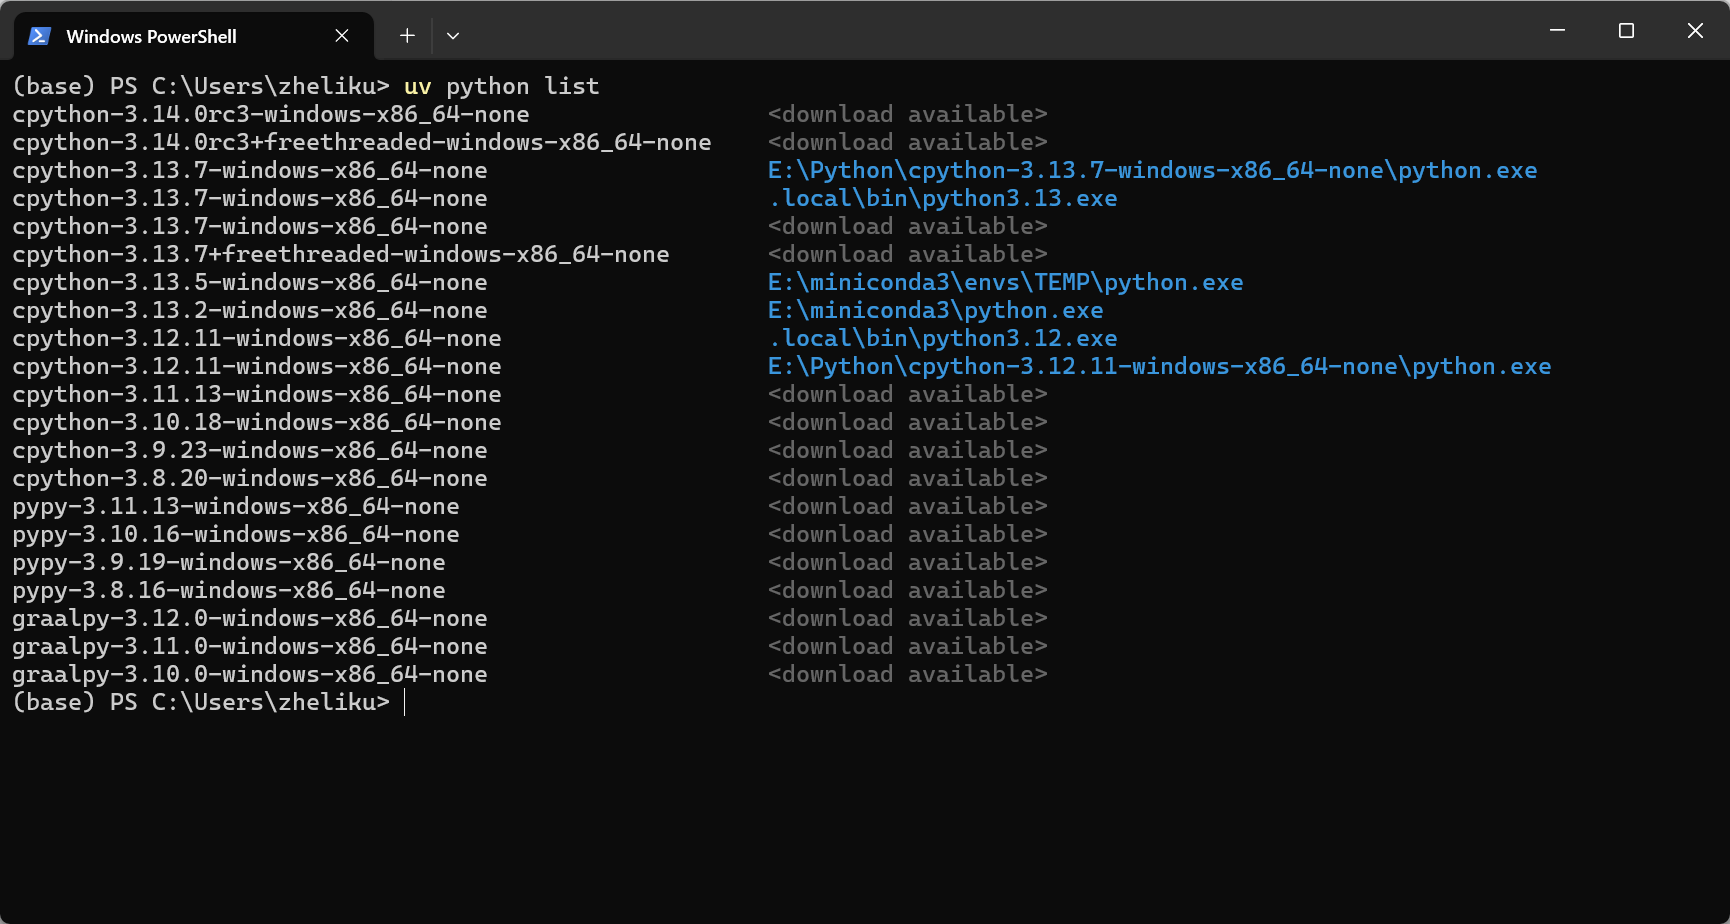 Windows PowerShell
(base) PS C:\Users\zheliku> uv python list
cpython-3.14.0rc3-windows-x86_64-none <download available>
cpython-3.14.0rc3+freethreaded-windows-x86_64-none <download available>
cpython-3.13.7-windows-x86_64-none E:\Python\cpython-3.13.7-windows-x86_64-none\python.exe
cpython-3.13.7-windows-x86_64-none .local\bin\python3.13.exe
cpython-3.13.7-windows-x86_64-none <download available>
cpython-3.13.7+freethreaded-windows-x86_64-none <download available>
cpython-3.13.5-windows-x86_64-none E:\miniconda3\envs\TEMP\python.exe
cpython-3.13.2-windows-x86_64-none E:\miniconda3\python.exe
cpython-3.12.11-windows-x86_64-none .local\bin\python3.12.exe
cpython-3.12.11-windows-x86_64-none E:\Python\cpython-3.12.11-windows-x86_64-none\python.exe
cpython-3.11.13-windows-x86_64-none <download available>
cpython-3.10.18-windows-x86_64-none <download available>
cpython-3.9.23-windows-x86_64-none <download available>
cpython-3.8.20-windows-x86_64-none <download available>
pypy-3.11.13-windows-x86_64-none <download available>
pypy-3.10.16-windows-x86_64-none <download available>
pypy-3.9.19-windows-x86_64-none <download available>
pypy-3.8.16-windows-x86_64-none <download available>
graalpy-3.12.0-windows-x86_64-none <download available>
graalpy-3.11.0-windows-x86_64-none <download available>
graalpy-3.10.0-windows-x86_64-none <download available>
(base) PS C:\Users\zheliku>